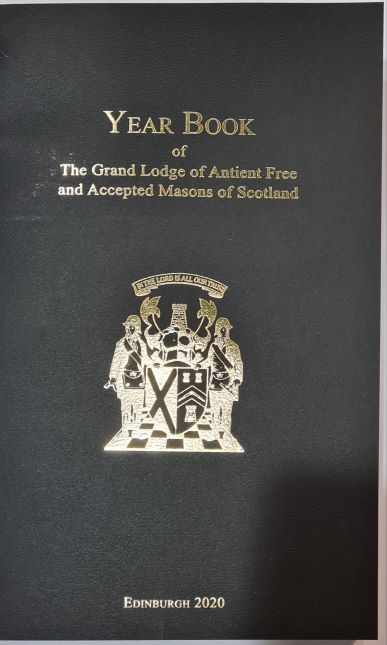 YEAR BOOK
of
The Grand Lodge of Antient Free
and Accepted Masons of Scotland
IN THE LORD IS ALL OUR TRUST
EDINBURGH 2020